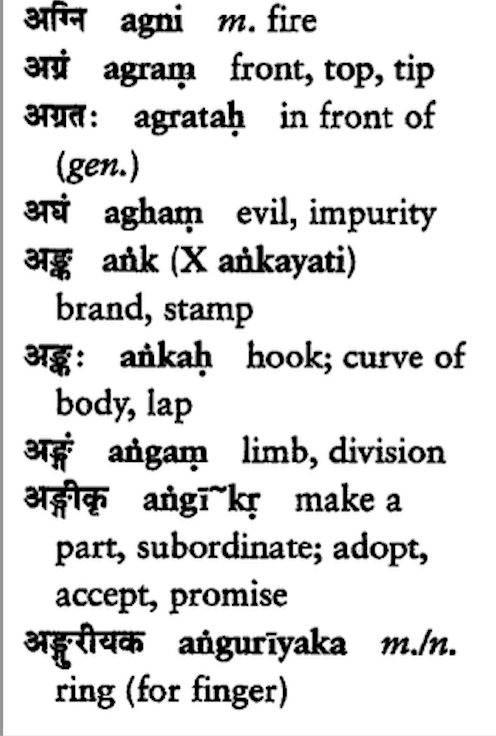 अग्नि agni m. fire
अग्रं agraṃ front, top, tip
अग्रतः agrataḥ in front of
(gen.)
अघं aghaṃ evil, impurity
अङ्क aṅk (X aṅkayati)
brand, stamp
अङ्कः aṅkaḥ hook; curve of
body, lap
अङ्गं aṅgaṃ limb, division
अङ्गीकृ aṅgī~kṛ make a
part, subordinate; adopt,
accept, promise
अङ्गुरीयक aṅgurīyaka m./n.
ring (for finger)